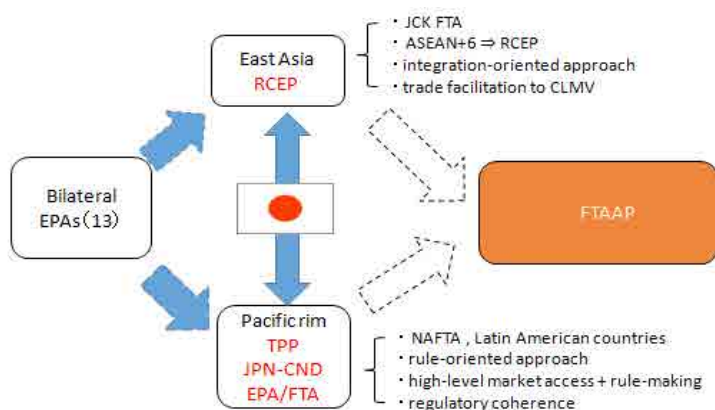 ・JCK FTA
・ASEAN+6 ⇒ RCEP
・integration-oriented approach
・trade facilitation to CLMV
East Asia
RCEP
Bilateral
EPAs(13)
FTAAP
Pacific rim
TPP
JPN-CND
EPA/FTA
・NAFTA , Latin American countries
・rule-oriented approach
・high-level market access + rule-making
・regulatory coherence